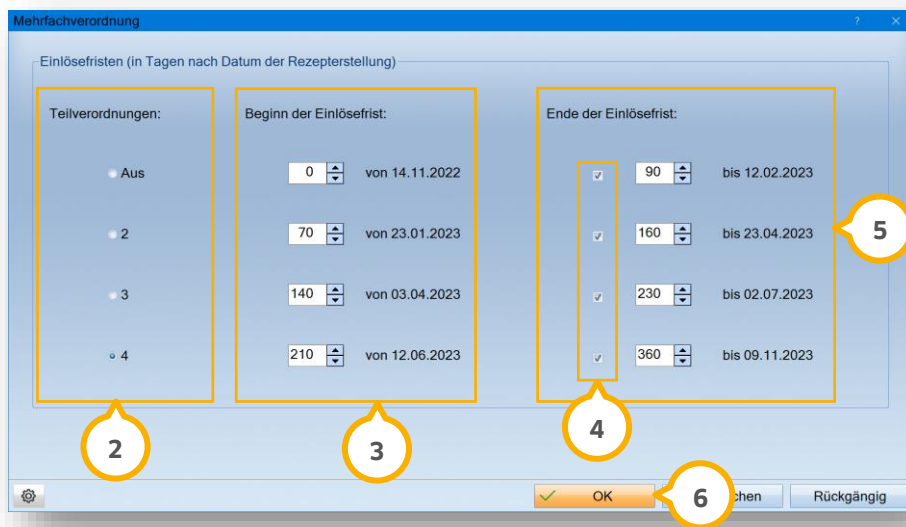 Mehrfachverordnung ? ×
Einlösefristen (in Tagen nach Datum der Rezepterstellung)
Teilverordnungen: Beginn der Einlösefrist: Ende der Einlösefrist:
Aus 0 von 14.11.2022 90 bis 12.02.2023
2 70 von 23.01.2023 160 bis 23.04.2023 5
3 140 von 03.04.2023 230 bis 02.07.2023
4 210 von 12.06.2023 360 bis 09.11.2023
2 3 4
OK 6 chen Rückgängig